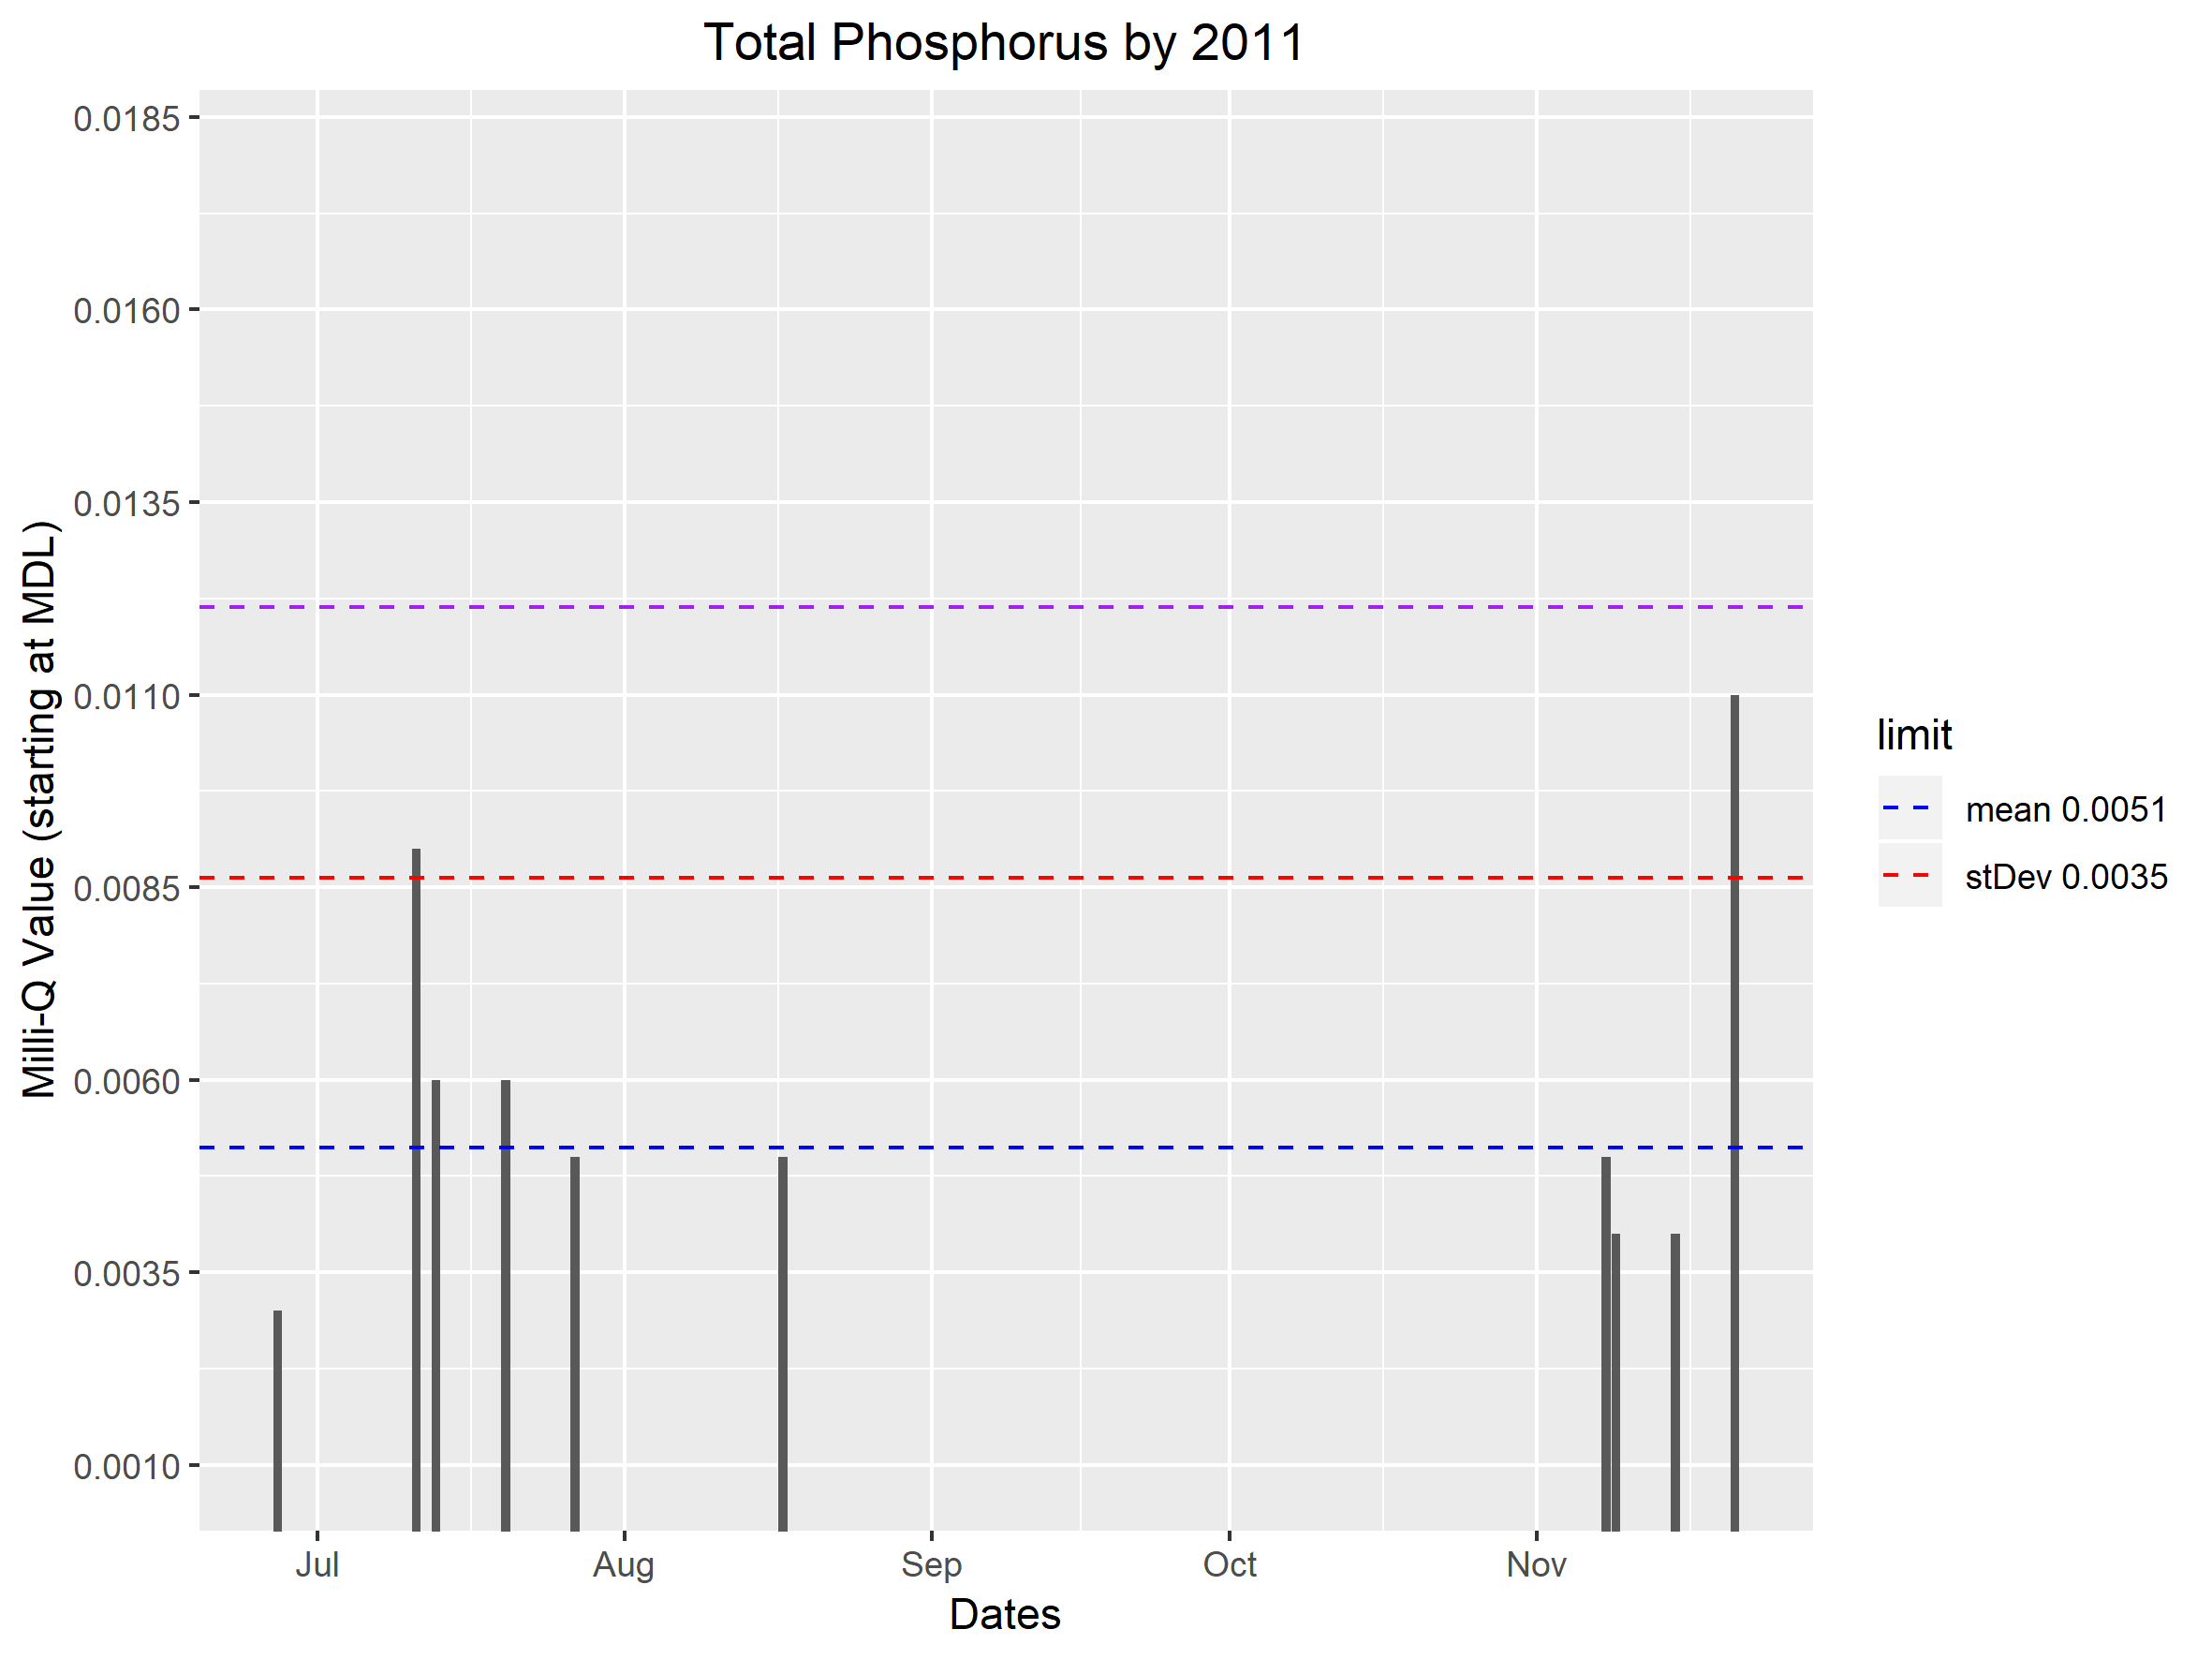 Total Phosphorus by 2011
Milli-Q Value (starting at MDL)
0.0185
0.0160
0.0135
0.0110
0.0085
0.0060
0.0035
0.0010
Jul Aug Sep Oct Nov
Dates
limit
mean 0.0051
stDev 0.0035